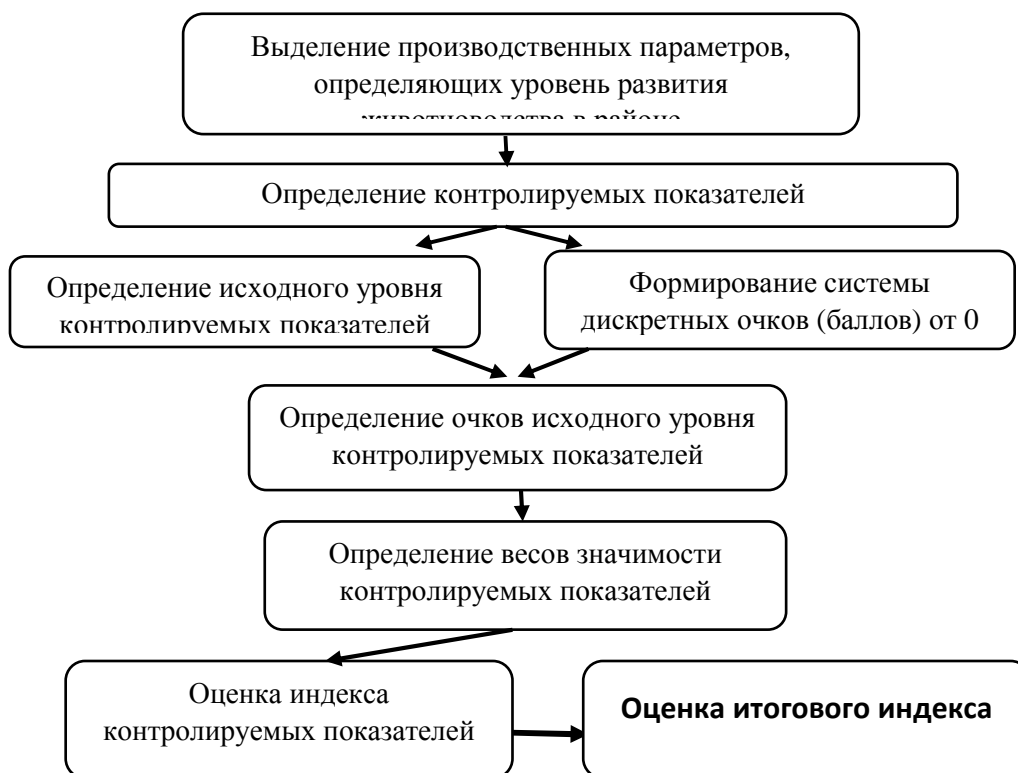 Выделение производственных параметров,
определяющих уровень развития
животноводства в районе
Определение контролируемых показателей
Определение исходного уровня
контролируемых показателей
Формирование системы
дискретных очков (баллов) от 0
Определение очков исходного уровня
контролируемых показателей
Определение весов значимости
контролируемых показателей
Оценка индекса
контролируемых показателей
Оценка итогового индекса